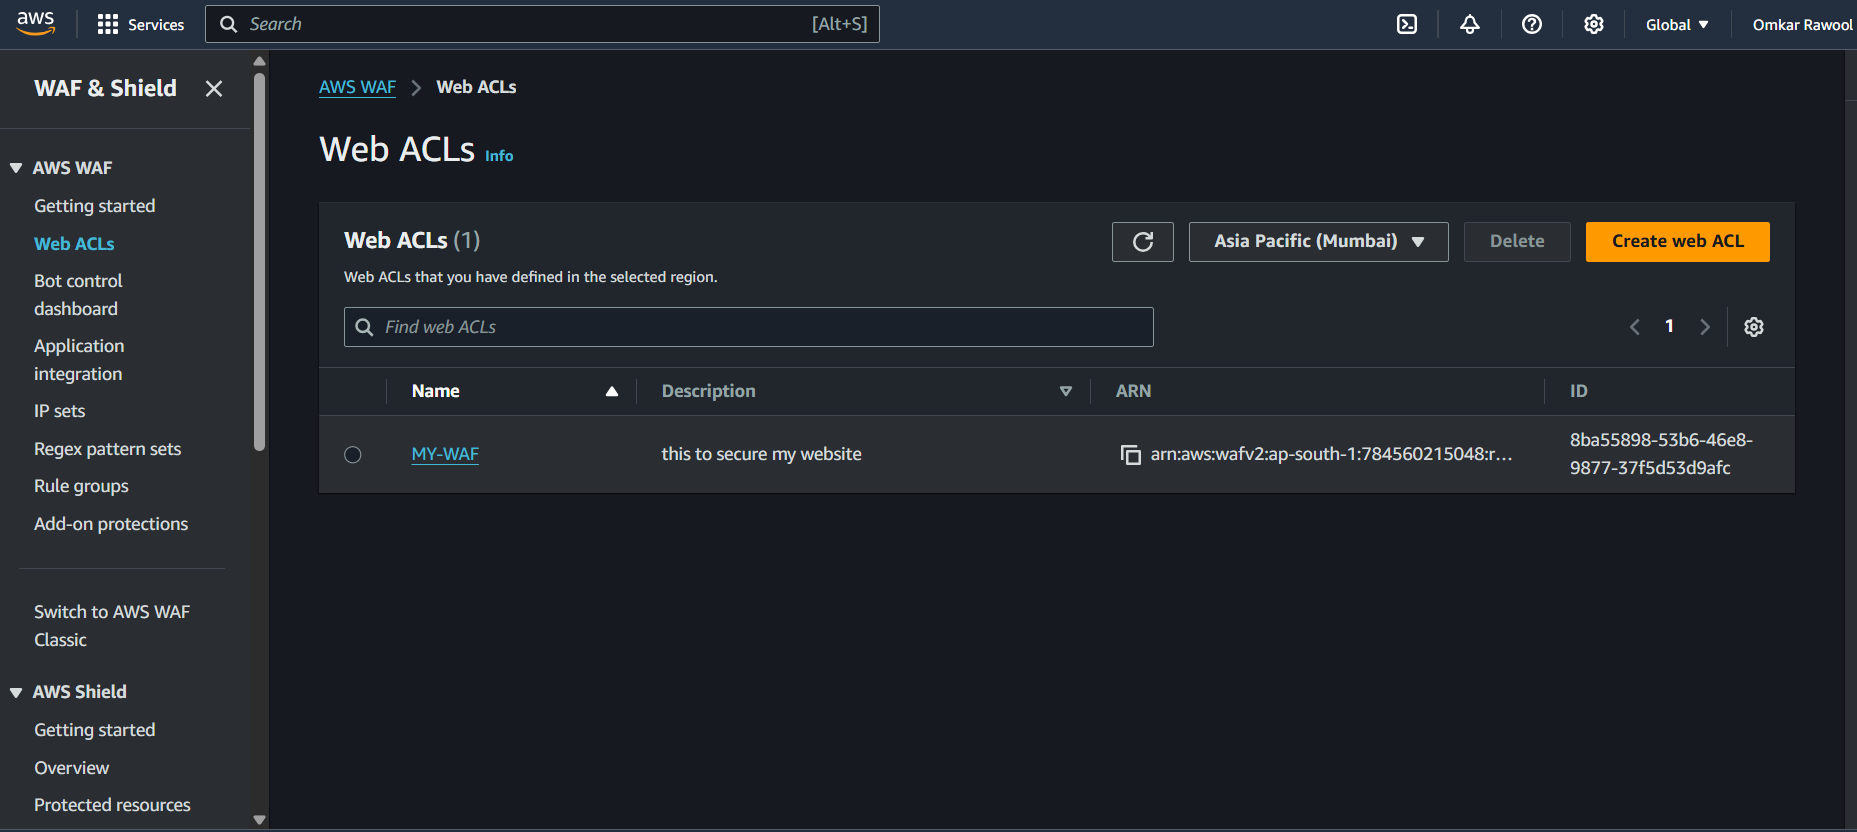 aws
Services
Search
[Alt+S]
Global
Omkar Rawool
WAF & Shield
AWS WAF
Getting started
Web ACLs
Bot control
dashboard
Application
integration
IP sets
Regex pattern sets
Rule groups
Add-on protections
Switch to AWS WAF
Classic
AWS Shield
Getting started
Overview
Protected resources
AWS WAF
Web ACLs
Web ACLs Info
Web ACLs (1)
Web ACLs that you have defined in the selected region.
Asia Pacific (Mumbai)
Delete
Create web ACL
Find web ACLs
1
Name
Description
ARN
ID
MY-WAF
this to secure my website
arn:aws:wafv2:ap-south-1:784560215048:r...
8ba55898-53b6-46e8-
9877-37f5d53d9afc